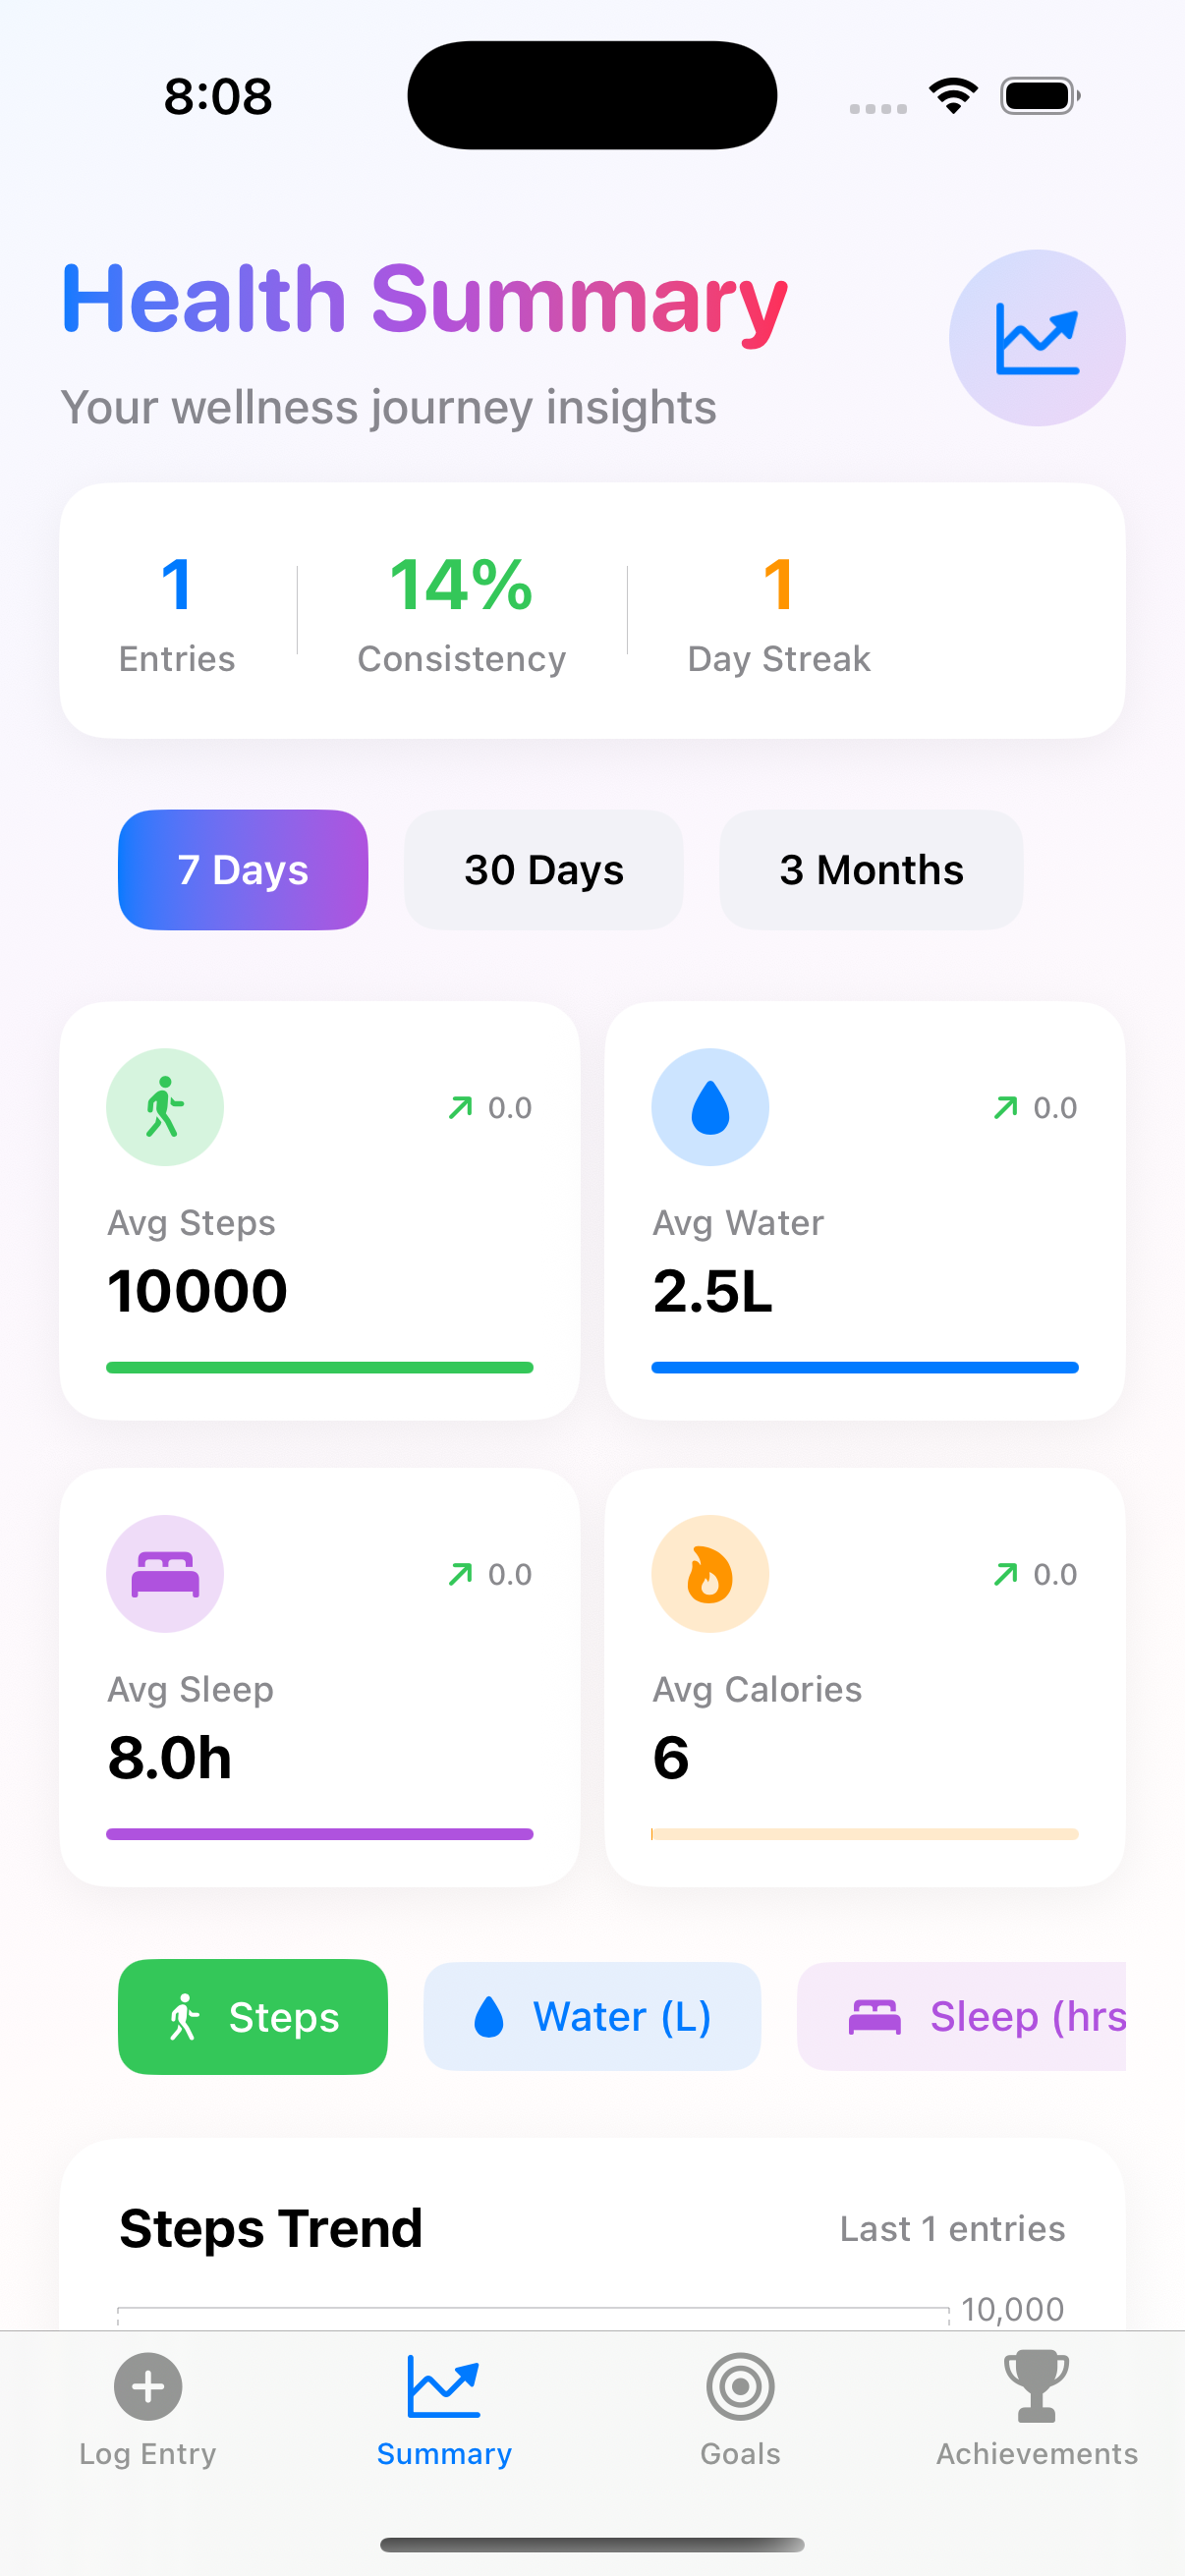 8:08
Health Summary
Your wellness journey insights
1
Entries
14%
Consistency
1
Day Streak
7 Days
30 Days
3 Months
0.0
Avg Steps
10000
0.0
Avg Water
2.5L
0.0
Avg Sleep
8.0h
0.0
Avg Calories
6
Steps
Water (L)
Sleep (hrs
Steps Trend
Last 1 entries
10,000
Log Entry
Summary
Goals
Achievements